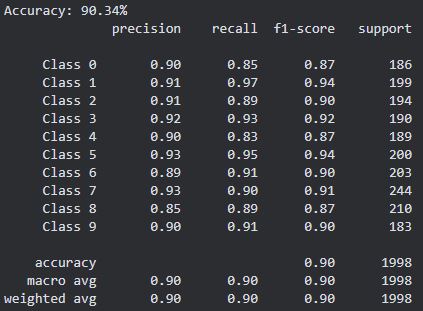 Accuracy: 90.34%
precision recall f1-score support
Class 0 0.90 0.85 0.87 186
Class 1 0.91 0.97 0.94 199
Class 2 0.91 0.89 0.90 194
Class 3 0.92 0.93 0.92 190
Class 4 0.90 0.83 0.87 189
Class 5 0.93 0.95 0.94 200
Class 6 0.89 0.91 0.90 203
Class 7 0.93 0.90 0.91 244
Class 8 0.85 0.89 0.87 210
Class 9 0.90 0.91 0.90 183
accuracy 0.90 1998
macro avg 0.90 0.90 0.90 1998
weighted avg 0.90 0.90 0.90 1998